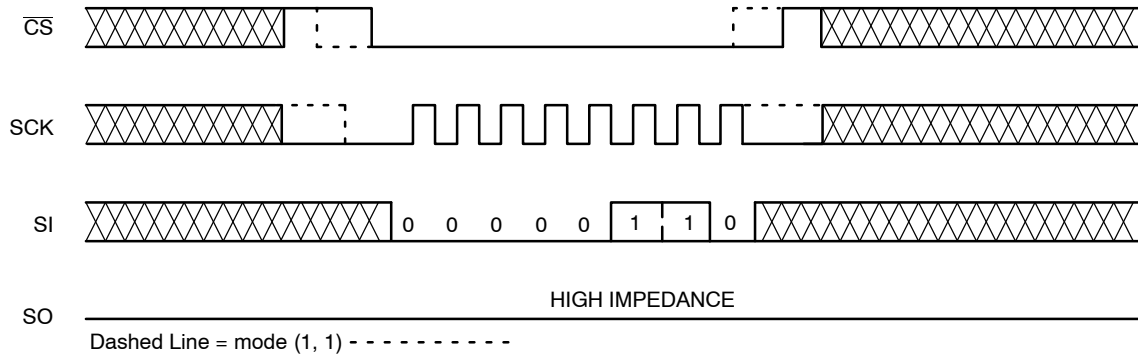 CS
SCK
SI
0 0 0 0 0 1 1 0
HIGH IMPEDANCE
SO
Dashed Line = mode (1, 1)